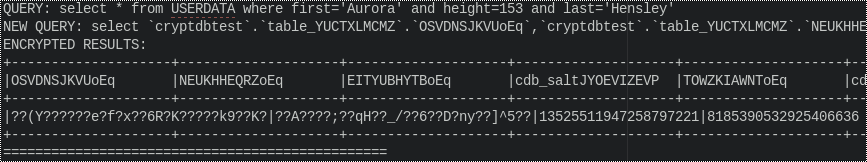 QUERY: select * from USERDATA where first='Aurora' and height=153 and last='Hensley'
NEW QUERY: select `cryptdbtest`.`table_YUCTXLMCMZ`.`OSVDNSJKVUoEq`,`cryptdbtest`.`table_YUCTXLMCMZ`.`NEUKHHE
ENCRYPTED RESULTS:
+--------------------+--------------------+--------------------+--------------------+--------------------+--
|OSVDNSJKVUoEq       |NEUKHHEQRZoEq       |EITYUBHYTBoEq       |cdb_saltJYOEVIZEVP  |TOWZKIAWNToEq       |cd
+--------------------+--------------------+--------------------+--------------------+--------------------+--
|??(Y??????e?f?x??6R?K?????k9??K?|??A????;??qH??_/??6??D?ny??]^5??|13525511947258797221|8185390532925406636
+--------------------+--------------------+--------------------+--------------------+--------------------+--
================================================